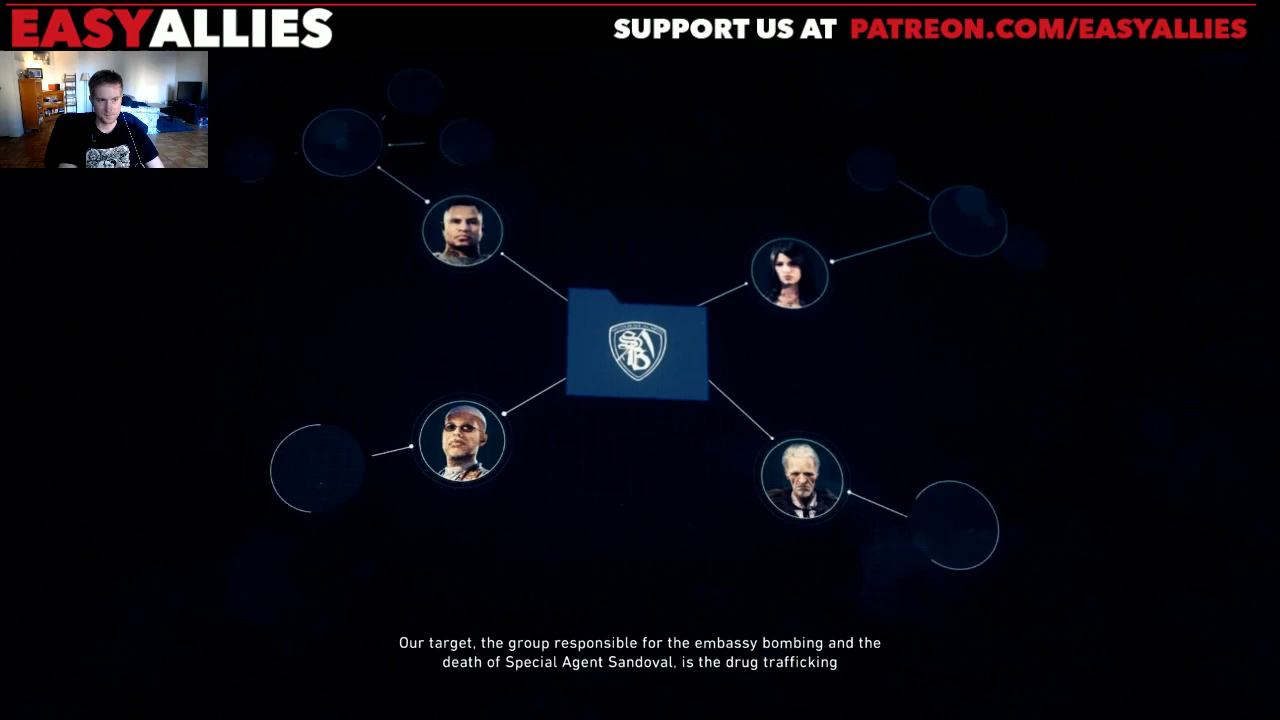 EASYALLIES
SUPPORT US AT PATREON.COM/EASYALLIES
Our target, the group responsible for the embassy bombing and the
death of Special Agent Sandoval, is the drug trafficking